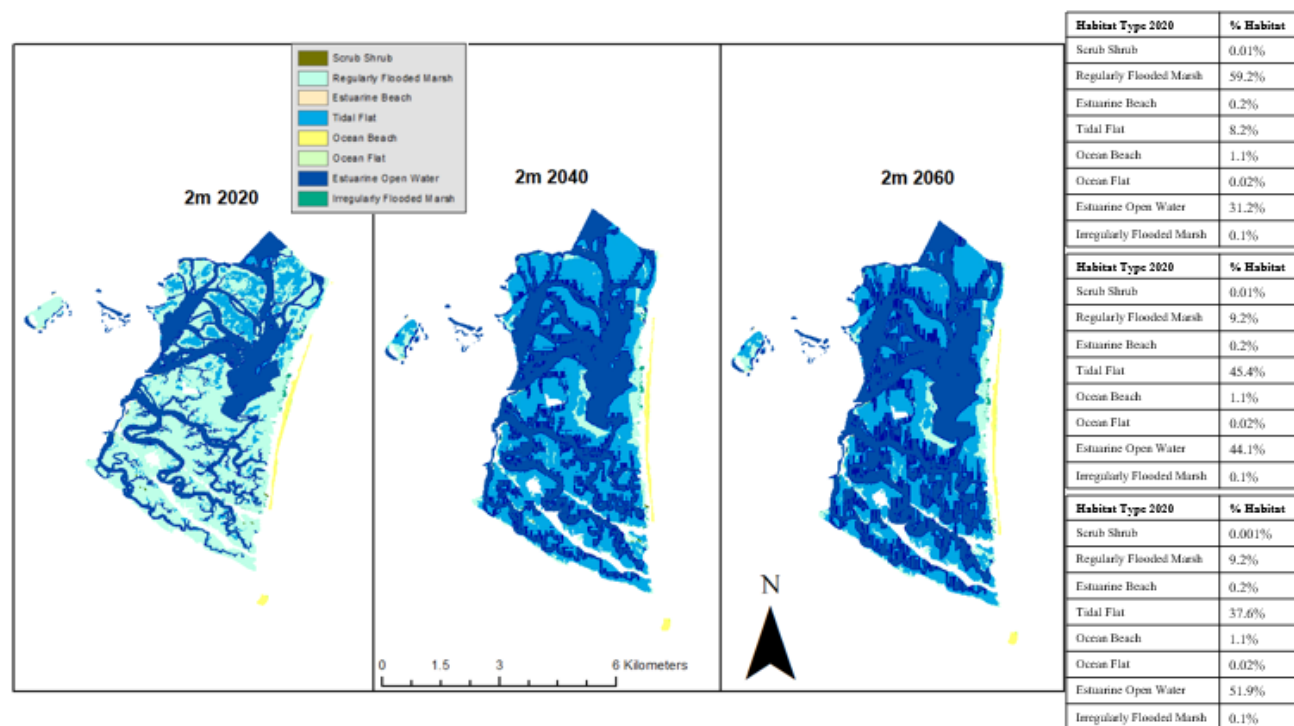 Scrub Shrub
Regularly Flooded Marsh
Estuarine Beach
Tidal Flat
Ocean Beach
Ocean Flat
Estuarine Open Water
Irregularly Flooded Marsh
2m 2020
2m 2040
2m 2060
N
0 1.5 3 6 Kilometers
Habitat Type 2020 % Habitat
Scrub Shrub 0.01%
Regularly Flooded Marsh 59.2%
Estuarine Beach 0.2%
Tidal Flat 8.2%
Ocean Beach 1.1%
Ocean Flat 0.02%
Estuarine Open Water 31.2%
Irregularly Flooded Marsh 0.1%
Habitat Type 2020 % Habitat
Scrub Shrub 0.01%
Regularly Flooded Marsh 9.2%
Estuarine Beach 0.2%
Tidal Flat 45.4%
Ocean Beach 1.1%
Ocean Flat 0.02%
Estuarine Open Water 44.1%
Irregularly Flooded Marsh 0.1%
Habitat Type 2020 % Habitat
Scrub Shrub 0.001%
Regularly Flooded Marsh 9.2%
Estuarine Beach 0.2%
Tidal Flat 37.6%
Ocean Beach 1.1%
Ocean Flat 0.02%
Estuarine Open Water 51.9%
Irregularly Flooded Marsh 0.1%